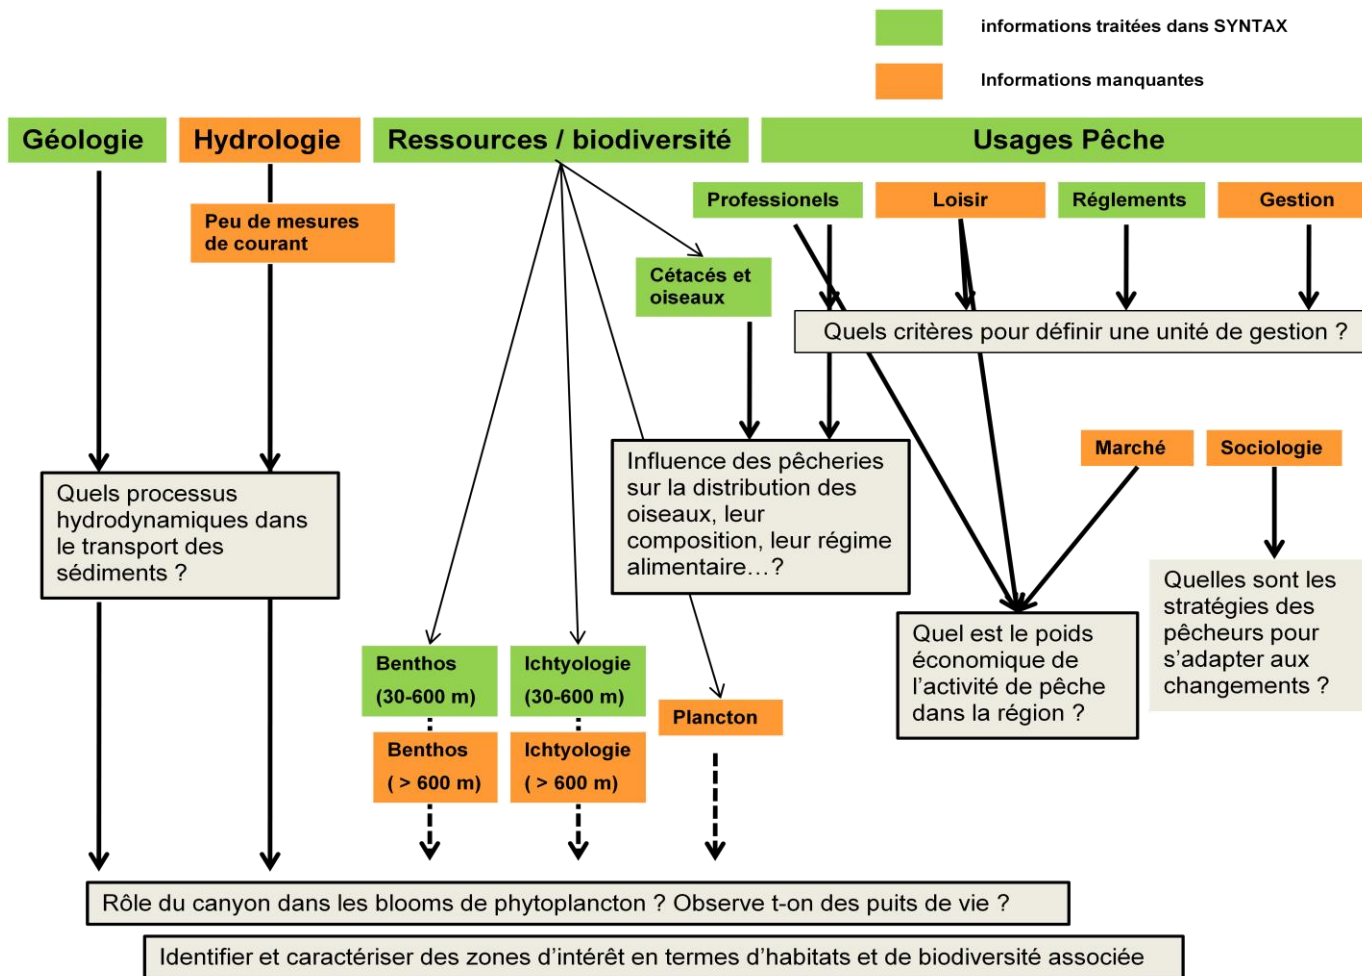 informations traitées dans SYNTAX
Informations manquantes
Géologie
Hydrologie
Ressources / biodiversité
Usages Pêche
Professionels
Loisir
Réglements
Gestion
Peu de mesures
de courant
Cétacés et
oiseaux
Quels critères pour définir une unité de gestion ?
Marché
Sociologie
Quels processus
hydrodynamiques dans
le transport des
sédiments ?
Influence des pêcheries
sur la distribution des
oiseaux, leur
composition, leur régime
alimentaire…?
Quelles sont les
stratégies des
pêcheurs pour
s’adapter aux
changements ?
Quel est le poids
économique de
l’activité de pêche
dans la région ?
Benthos
(30-600 m)
Ichtyologie
(30-600 m)
Plancton
Benthos
( > 600 m)
Ichtyologie
( > 600 m)
Rôle du canyon dans les blooms de phytoplancton ? Observe t-on des puits de vie ?
Identifier et caractériser des zones d’intérêt en termes d’habitats et de biodiversité associée